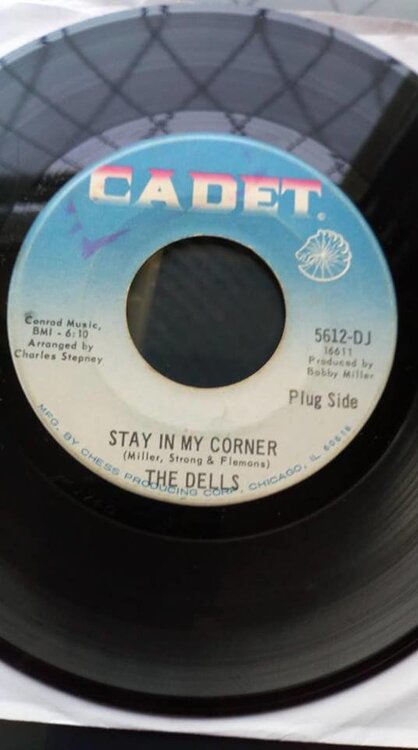 CADET
Conrad Music,
BMI - 6:10
Arranged by
Charles Stepney
5612-DJ
16611
Produced by
Bobby Miller
Plug Side
STAY IN MY CORNER
(Miller, Strong & Flemons)
THE DELLS
MFG. BY CHESS PRODUCING CORP., CHICAGO, IL 60616